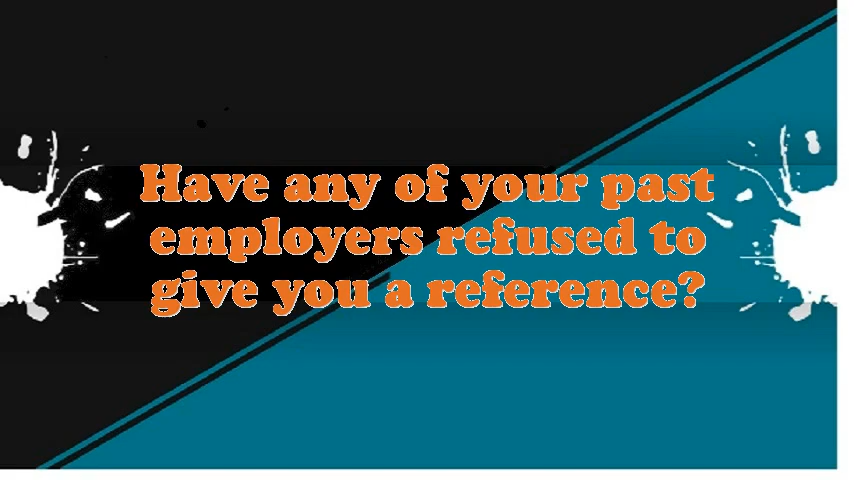 Have any of your past
employers refused to
give you a reference?